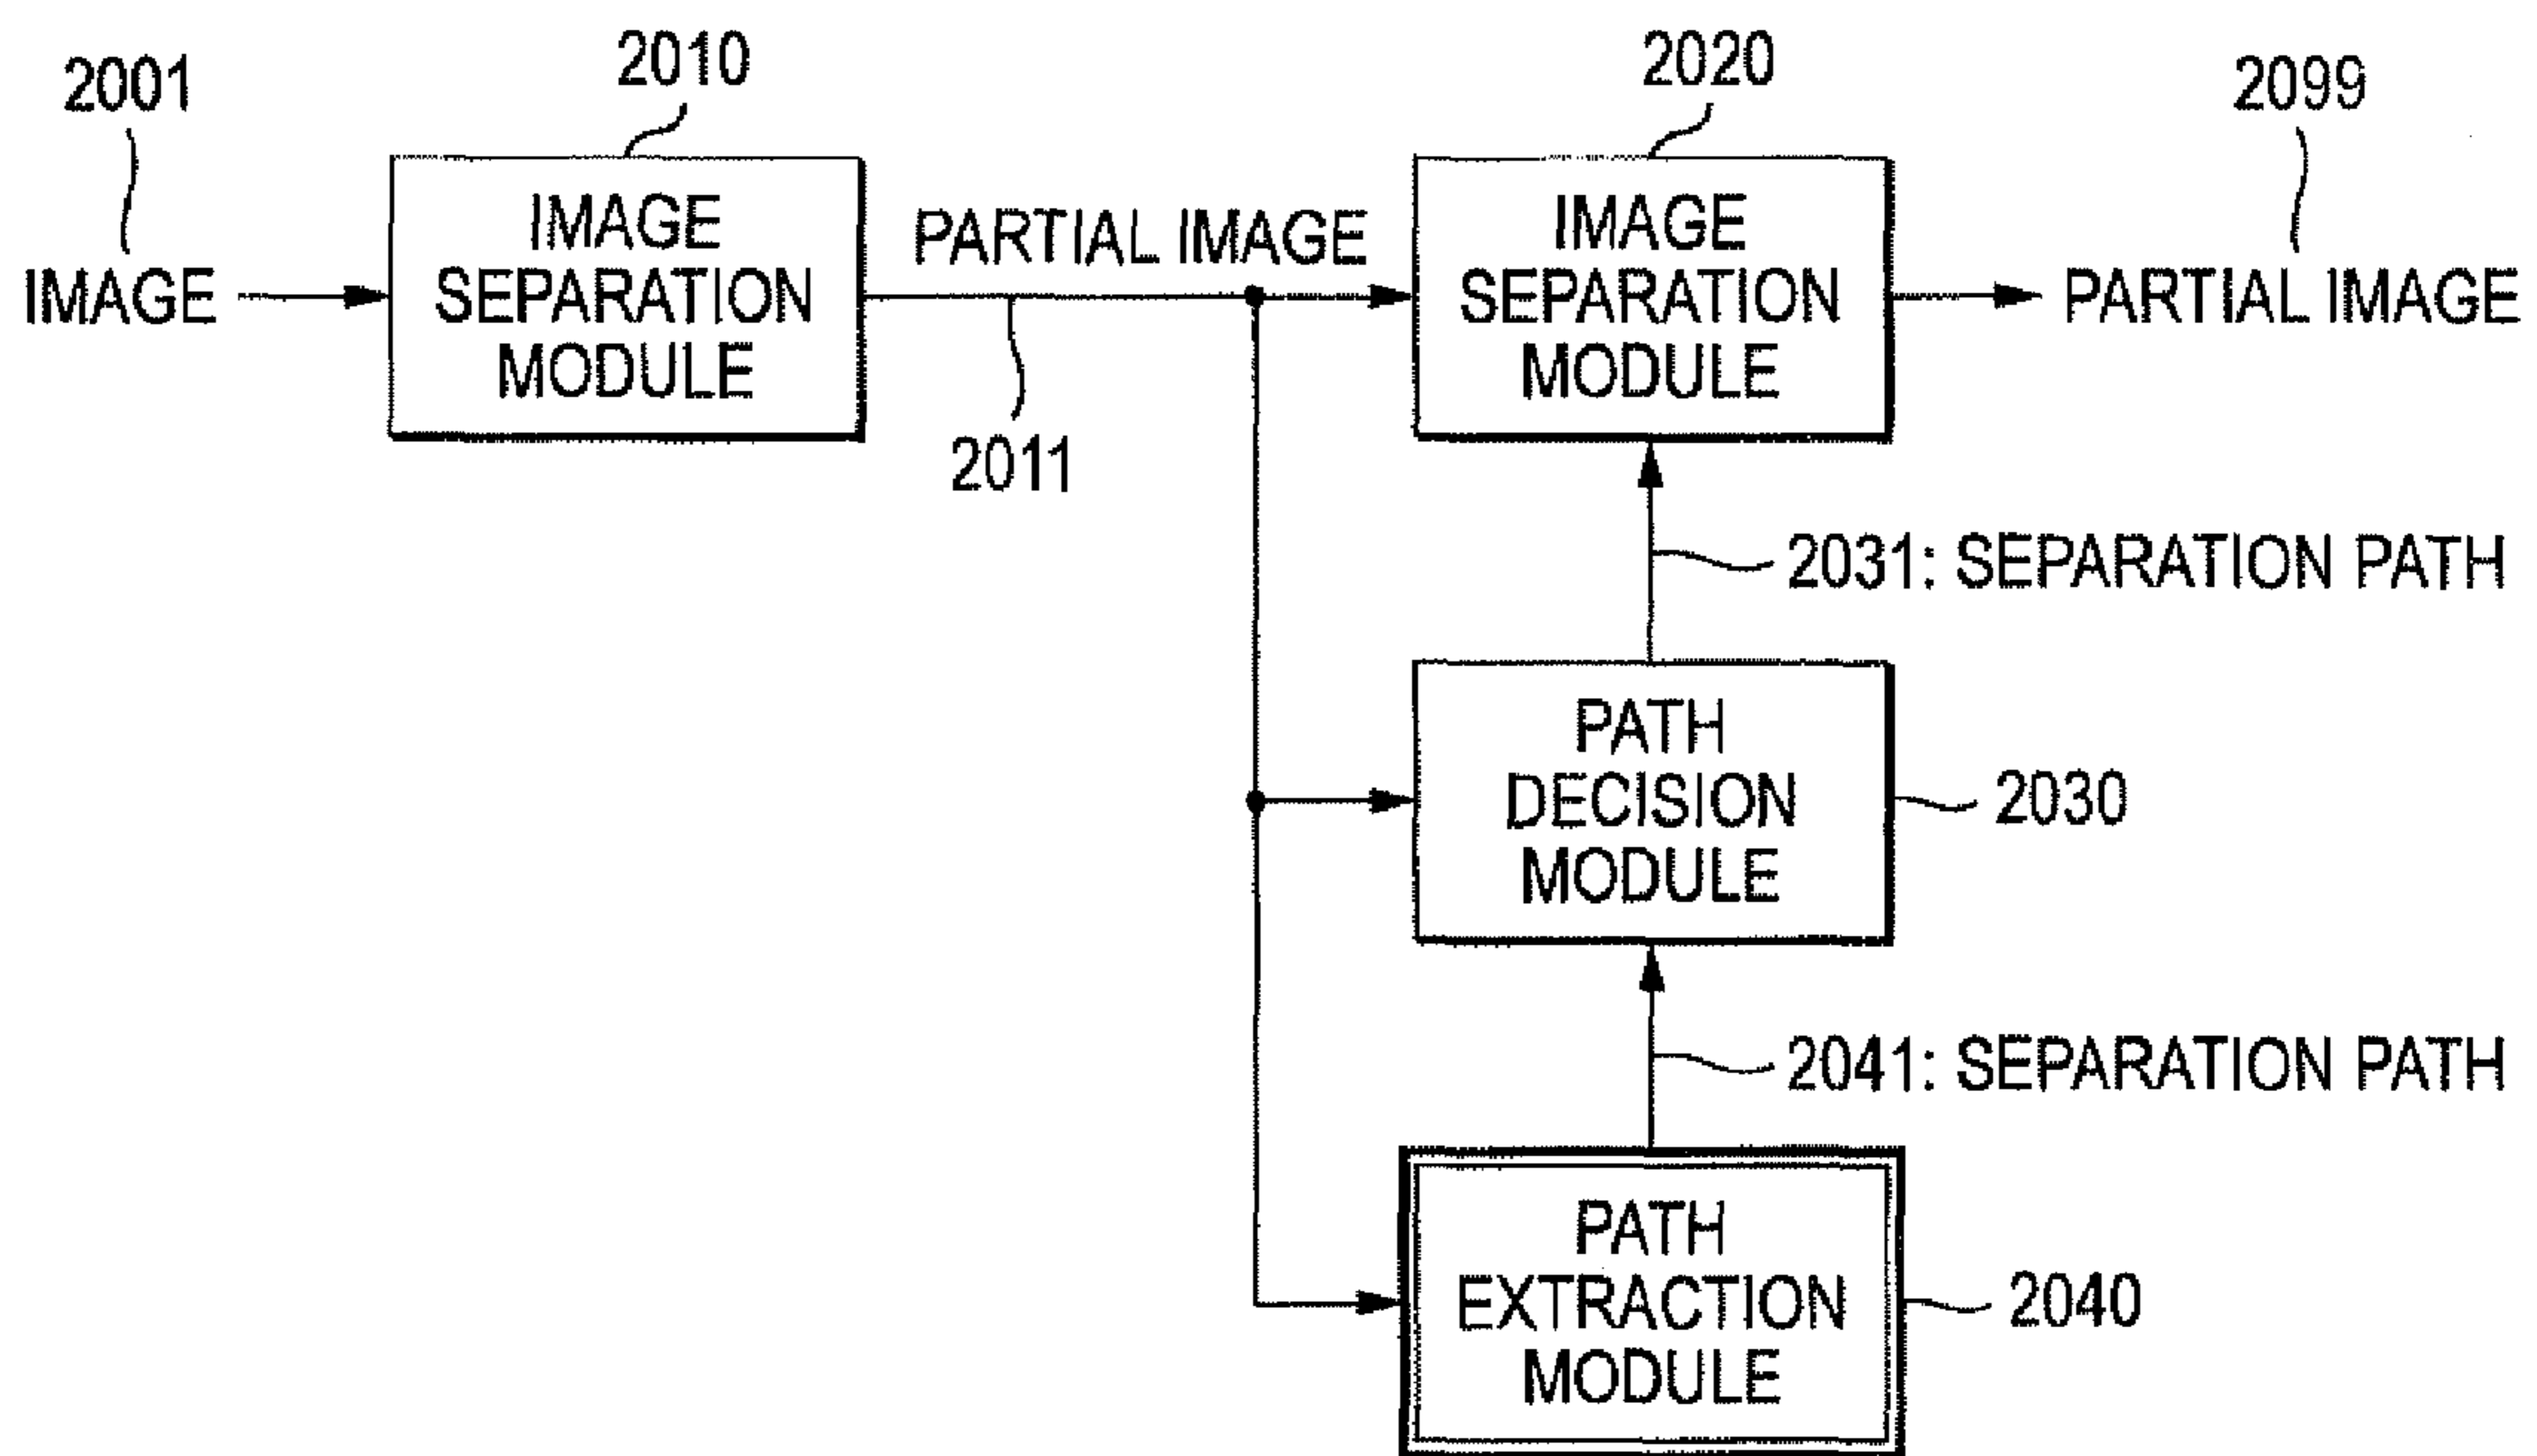 2001
2010
2020
2099
IMAGE
IMAGE
SEPARATION
MODULE
PARTIAL IMAGE
2011
IMAGE
SEPARATION
MODULE
PARTIAL IMAGE
2031: SEPARATION PATH
PATH
DECISION
MODULE
2030
2041: SEPARATION PATH
PATH
EXTRACTION
MODULE
2040